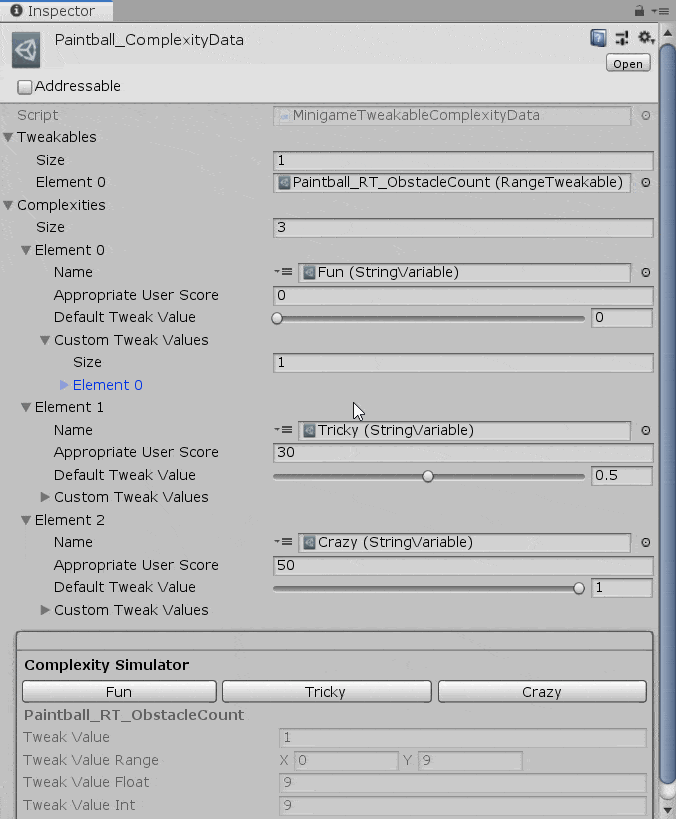 Inspector
Paintball_ComplexityData
Open
Addressable
Script MinigameTweakableComplexityData
Tweakables
Size 1
Element 0 Paintball_RT_ObstacleCount (RangeTweakable)
Complexities
Size 3
Element 0
Name Fun (StringVariable)
Appropriate User Score 0
Default Tweak Value 0
Custom Tweak Values
Size 1
Element 0
Element 1
Name Tricky (StringVariable)
Appropriate User Score 30
Default Tweak Value 0.5
Custom Tweak Values
Element 2
Name Crazy (StringVariable)
Appropriate User Score 50
Default Tweak Value 1
Custom Tweak Values
Complexity Simulator
Fun Tricky Crazy
Paintball_RT_ObstacleCount
Tweak Value 1
Tweak Value Range X 0 Y 9
Tweak Value Float 9
Tweak Value Int 9